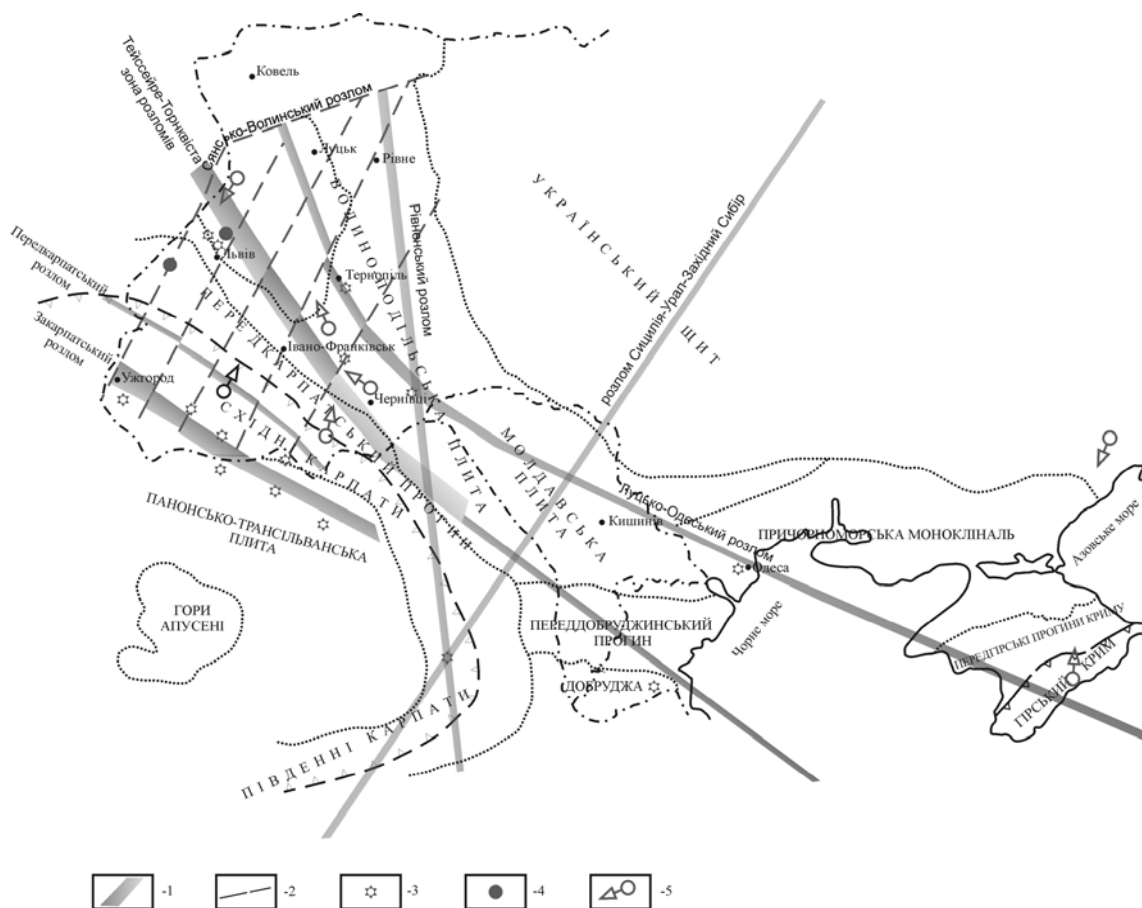 Тейссейре-Торнквіста
зона розломів
Ковель
Сянсько-Волинський розлом
Луцьк
Рівне
ВОЛИНО-ПОДІЛЬСЬКА ПЛИТА
Рівненський розлом
УКРАЇНСЬКИЙ ЩИТ
розлом Сицилія-Урал-Західний Сибір
Передкарпатський
розлом
Львів
Тернопіль
ПЕРЕДКАРПАТСЬКИЙ ПРОГИН
Закарпатський
розлом
Івано-Франківськ
Ужгород
Чернівці
СХІДНІ КАРПАТИ
МОЛДАВСЬКА
ПЛИТА
Луцько-Одеський розлом
ПАНОНСЬКО-ТРАНСІЛЬВАНСЬКА
ПЛИТА
Кишинів
ПРИЧОРНОМОРСЬКА МОНОКЛІНАЛЬ
Азовське море
Одеса
ГОРИ
АПУСЕНІ
Чорне море
ПЕРЕДДОБРУДЖИНСЬКИЙ
ПРОГИН
ПЕРЕДГІРСЬКІ ПРОГИНИ КРИМУ
ДОБРУДЖА
ГІРСЬКИЙ КРИМ
ПІВДЕННІ КАРПАТИ
-1
-2
-3
-4
-5